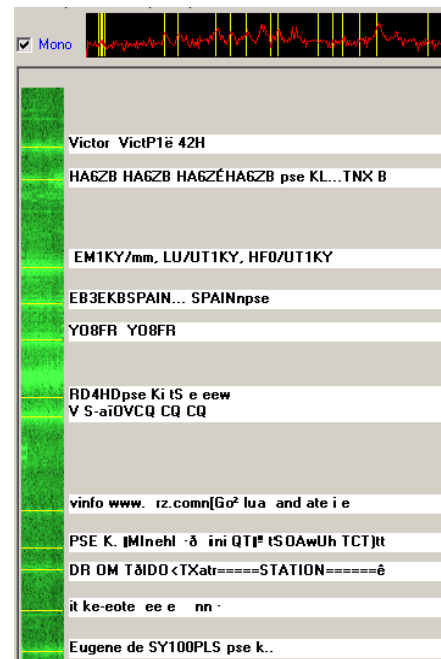 Mono
Victor VictP1ë 42H
HA6ZB HA6ZB HA6ZÉHA6ZB pse KL...TNX B
EM1KY/mm, LU/UT1KY, HF0/UT1KY
EB3EKBSPAIN... SPAINnpse
YO8FR YO8FR
RD4HDpse Ki tS e eew
V S-aïOVCQ CQ CQ
vinfo www. rz.comn[Go² lua and ate i e
PSE K. ini
DR OM TðIDO<TXatr=====STATION======ê
it ke-eote ee e nn ·
Eugene de SY100PLS pse k..